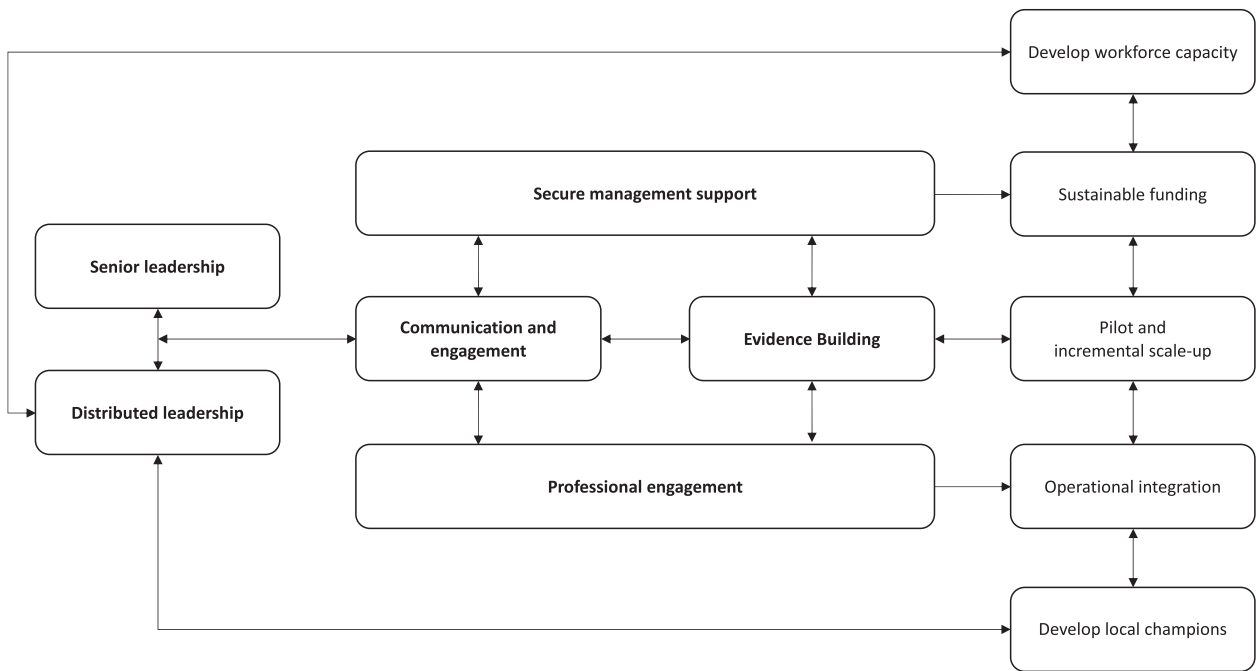 Develop workforce capacity
Secure management support
Sustainable funding
Senior leadership
Communication and
engagement
Evidence Building
Pilot and
incremental scale-up
Distributed leadership
Professional engagement
Operational integration
Develop local champions